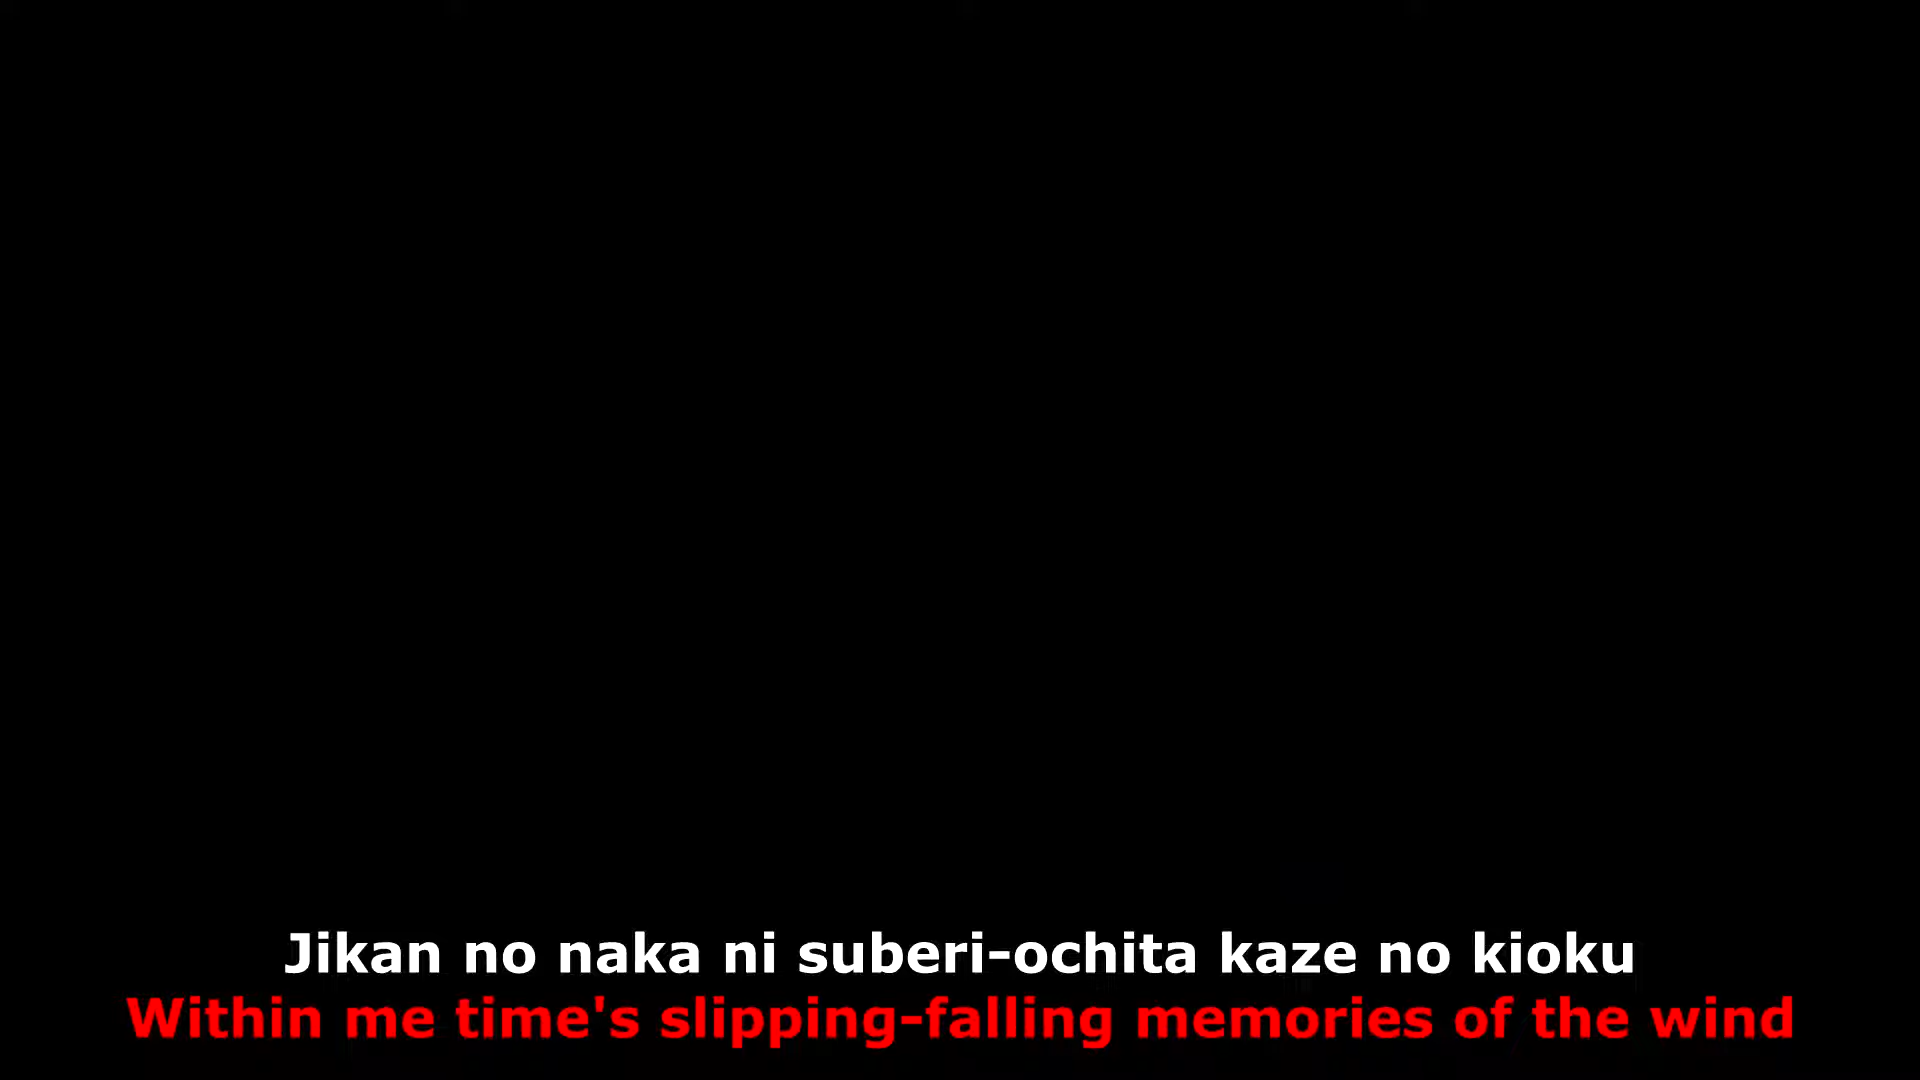 Jikan no naka ni suberi-ochita kaze no kioku
Within me time's slipping-falling memories of the wind